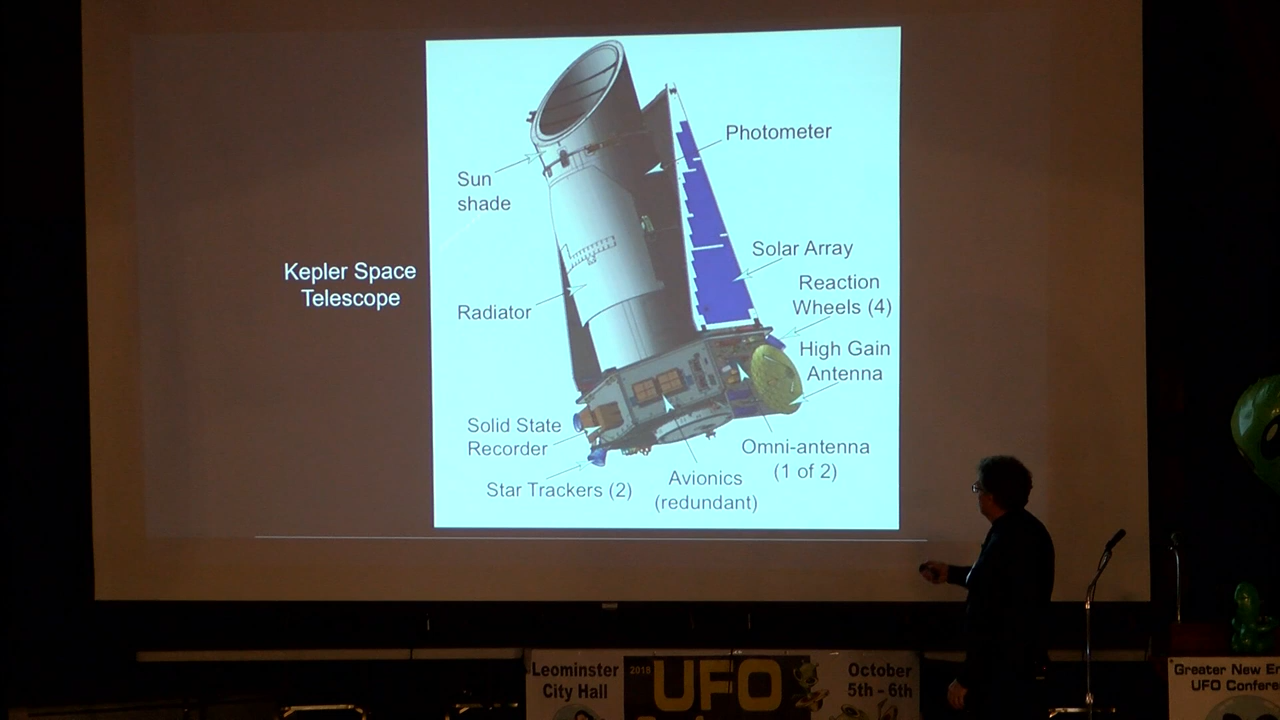 Kepler Space
Telescope
Photometer
Sun
shade
Solar Array
Reaction
Wheels (4)
Radiator
High Gain
Antenna
Solid State
Recorder
Omni-antenna
(1 of 2)
Star Trackers (2)
Avionics
(redundant)
Leominster
City Hall
2018
UFO
October
5th - 6th
Greater New
UFO